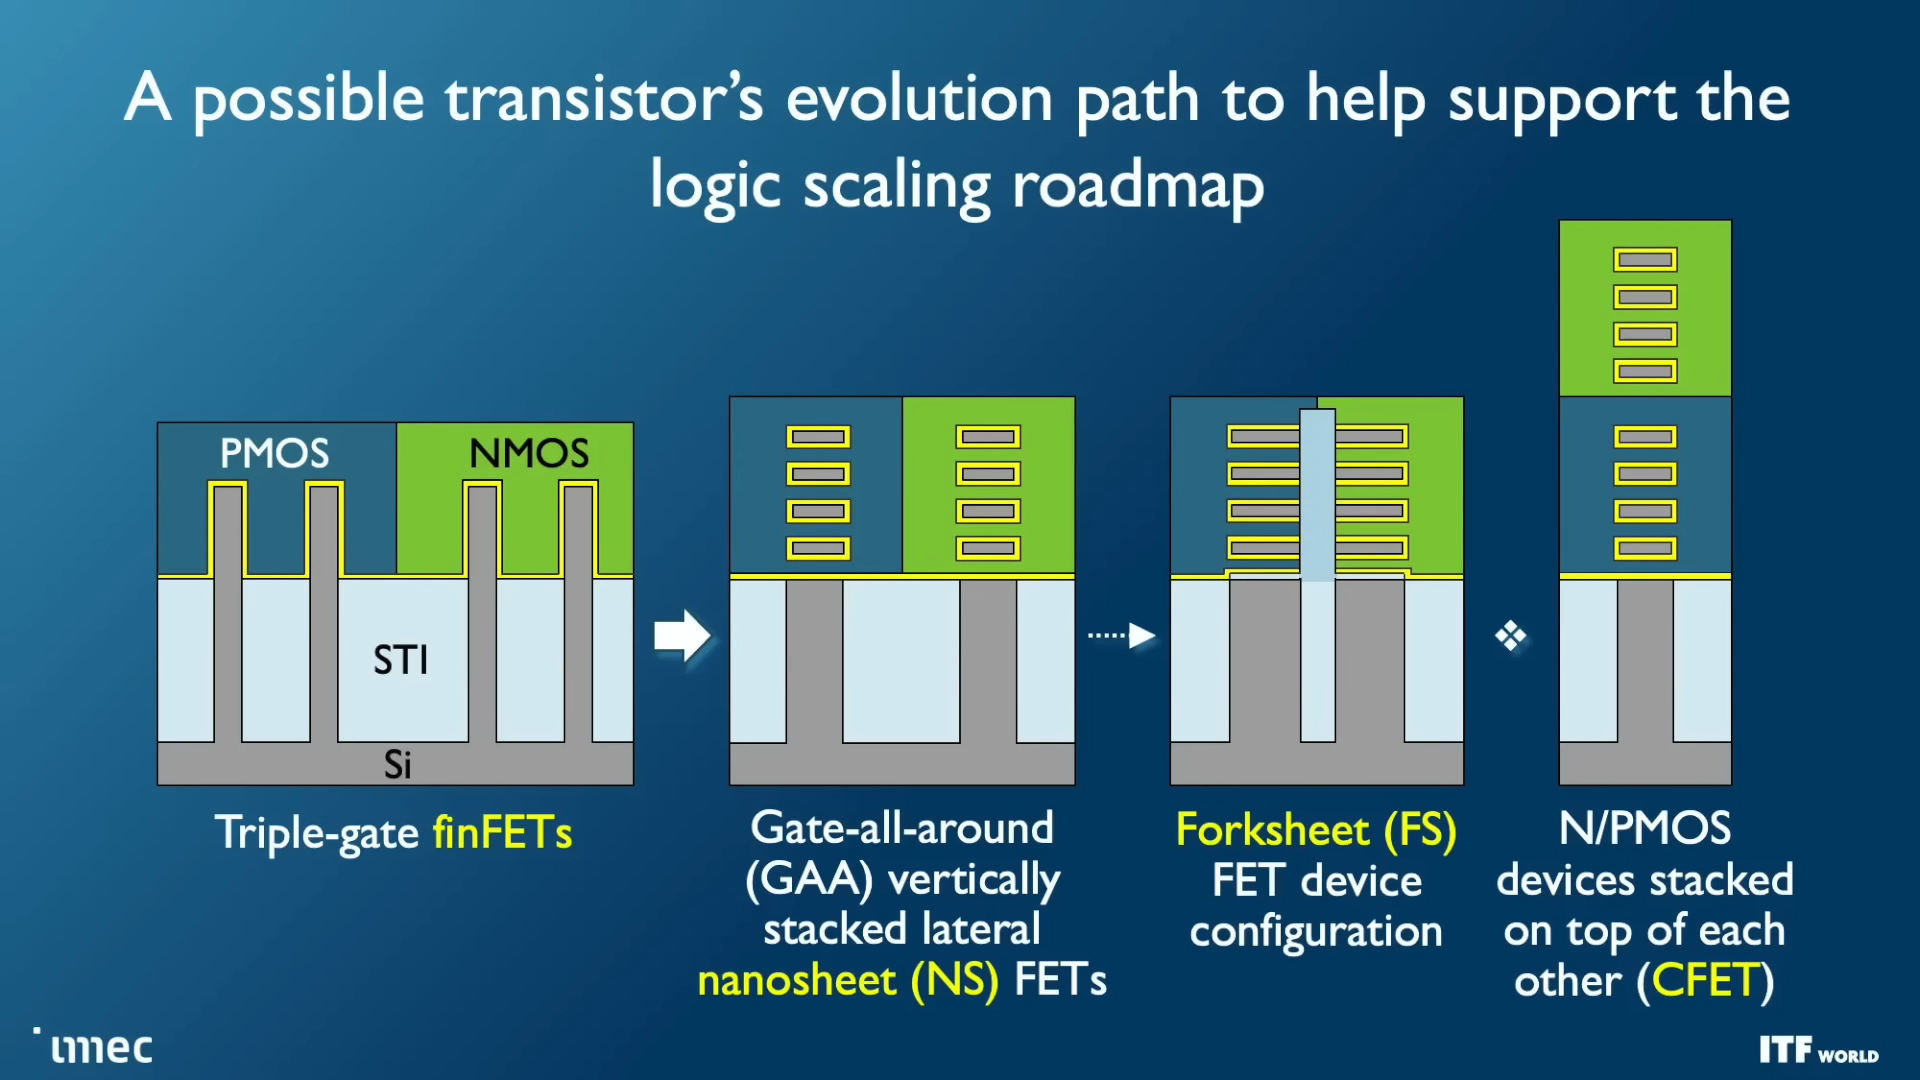 A possible transistor's evolution path to help support the
logic scaling roadmap
PMOS
NMOS
STI
Si
Triple-gate finFETs
Gate-all-around
(GAA) vertically
stacked lateral
nanosheet (NS) FETs
Forksheet (FS)
FET device
configuration
N/PMOS
devices stacked
on top of each
other (CFET)
imec
ITF WORLD